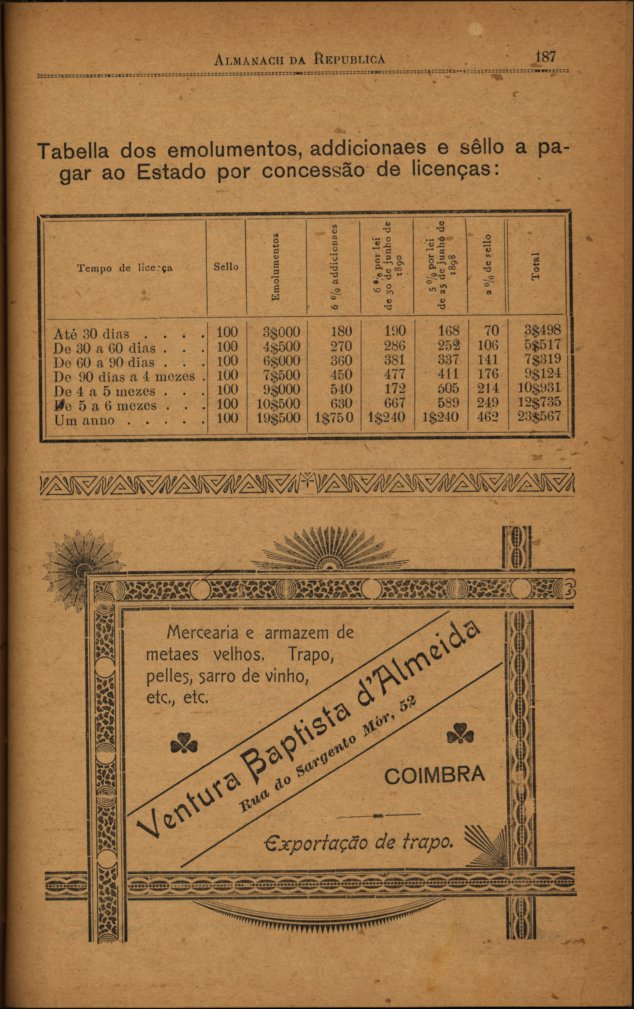 ALMANACH DA REPUBLICA 187
Tabella dos emolumentos, addicionaes e sêllo a pa-
gar ao Estado por concessão de licenças:
Tempo de licença Sello Emolumentos 6 % addicionaes 6 % por lei de 30 de junho de 1890 5 % por lei de 25 de junho de 1898 2 % de sello Total
Até 30 dias . . . . 100 3$000 180 190 168 70 3$498
De 30 a 60 dias . . . 100 4$500 270 286 252 106 5$517
De 60 a 90 dias . . . 100 6$000 360 381 337 141 7$319
De 90 dias a 4 mezes . 100 7$500 450 477 411 176 9$124
De 4 a 5 mezes . . . 100 9$000 540 172 505 214 10$931
De 5 a 6 mezes . . . 100 10$500 630 667 589 249 12$735
Um anno . . . . . 100 19$500 1$750 1$240 1$240 462 23$567
Mercearia e armazem de
metaes velhos. Trapo,
pelles, sarro de vinho,
etc., etc.
Ventura Baptista d'Almeida
Rua do Sargento Mór, 52
COIMBRA
Exportação de trapo.